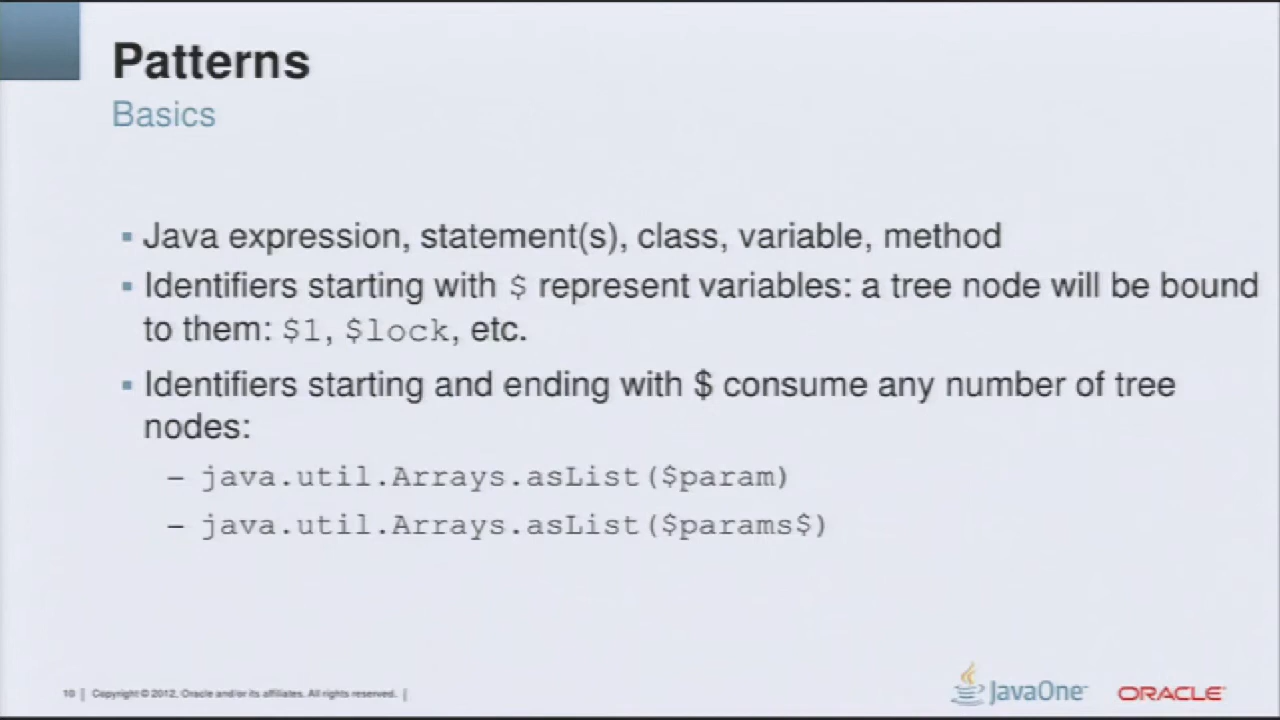 Patterns
Basics
Java expression, statement(s), class, variable, method
Identifiers starting with $ represent variables: a tree node will be bound
to them: $1, $lock, etc.
Identifiers starting and ending with $ consume any number of tree
nodes:
– java.util.Arrays.asList($param)
– java.util.Arrays.asList($params$)
10 | Copyright © 2012, Oracle and/or its affiliates. All rights reserved. |
JavaOne
ORACLE